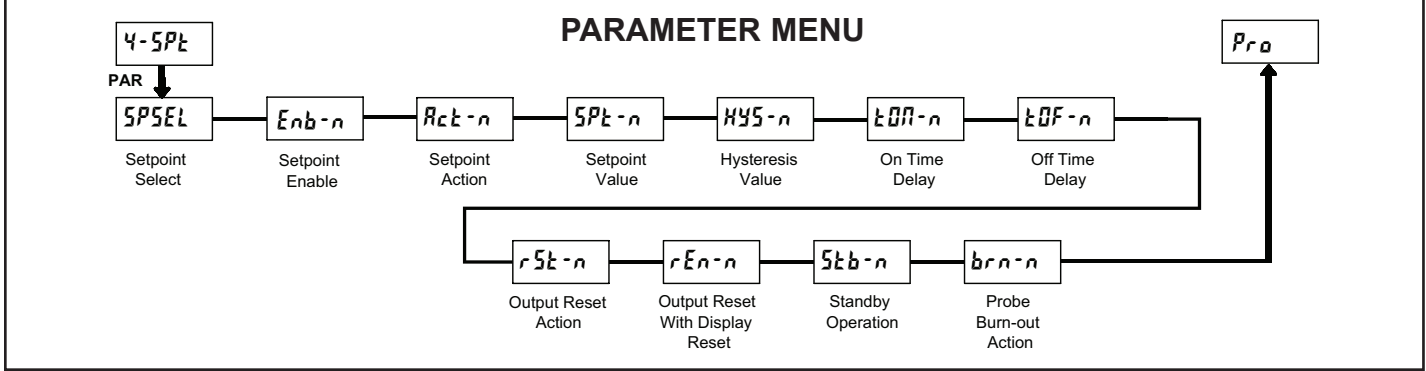 PARAMETER MENU
4-SPt
Pro
PAR
SPSEL
Enb-n
Act-n
SPt-n
HYS-n
tON-n
tOF-n
Setpoint
Select
Setpoint
Enable
Setpoint
Action
Setpoint
Value
Hysteresis
Value
On Time
Delay
Off Time
Delay
rSt-n
rEn-n
Stb-n
brn-n
Output Reset
Action
Output Reset
With Display
Reset
Standby
Operation
Probe
Burn-out
Action